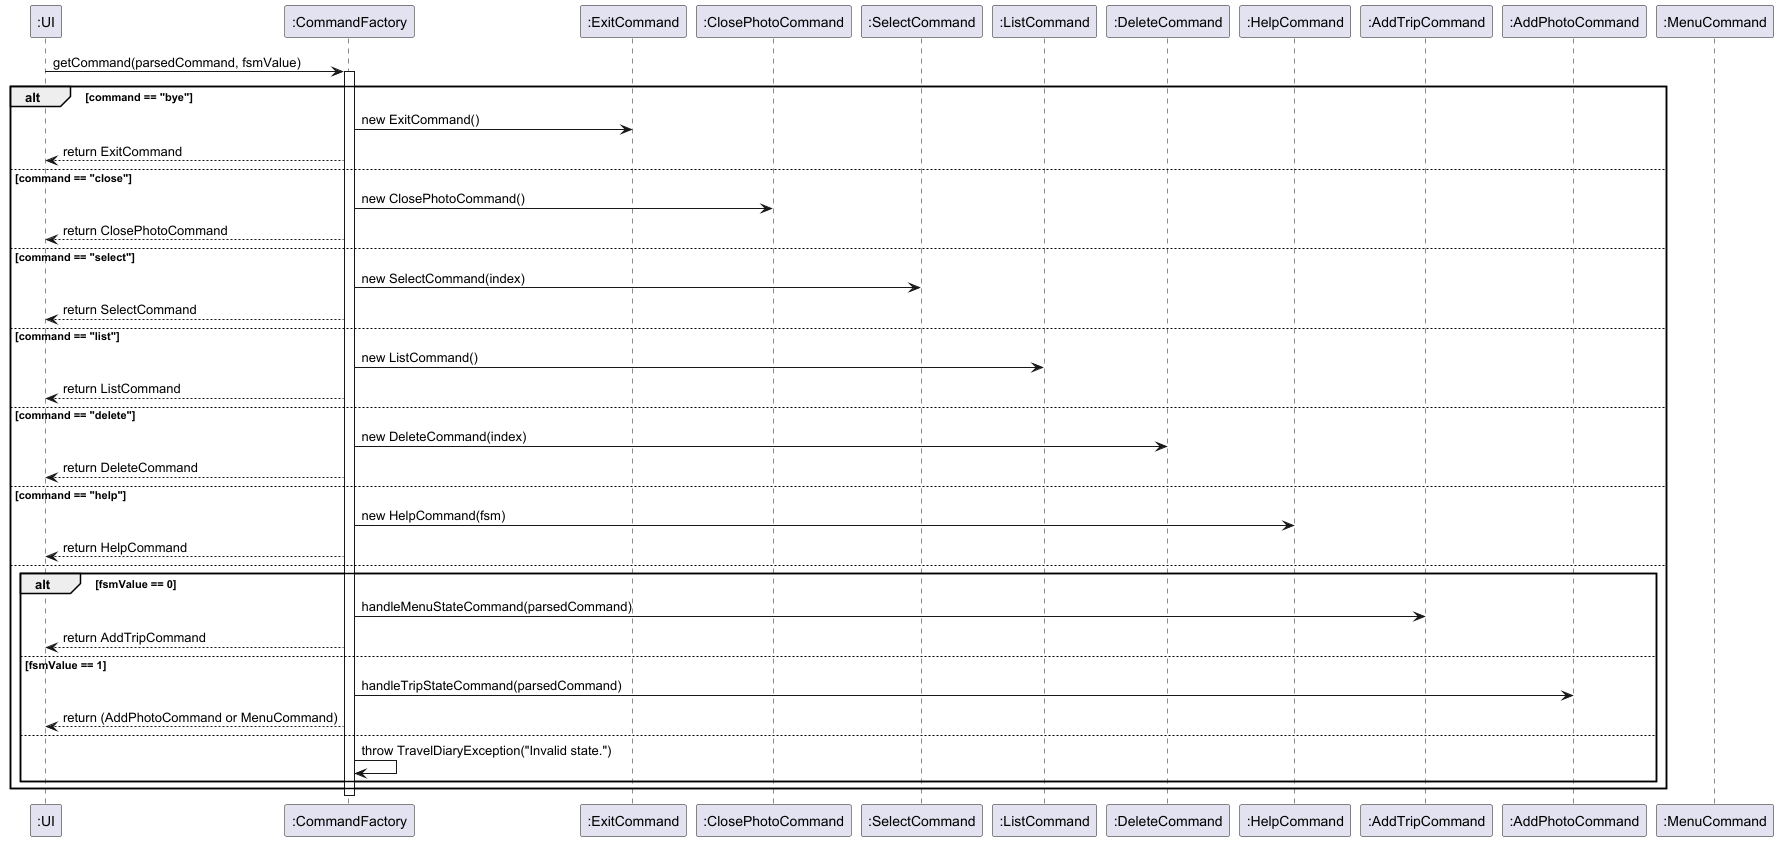 :UI :CommandFactory :ExitCommand :ClosePhotoCommand :SelectCommand :ListCommand :DeleteCommand :HelpCommand :AddTripCommand :AddPhotoCommand :MenuCommand
getCommand(parsedCommand, fsmValue)
alt [command == "bye"]
new ExitCommand()
return ExitCommand
[command == "close"]
new ClosePhotoCommand()
return ClosePhotoCommand
[command == "select"]
new SelectCommand(index)
return SelectCommand
[command == "list"]
new ListCommand()
return ListCommand
[command == "delete"]
new DeleteCommand(index)
return DeleteCommand
[command == "help"]
new HelpCommand(fsm)
return HelpCommand
alt [fsmValue == 0]
handleMenuStateCommand(parsedCommand)
return AddTripCommand
[fsmValue == 1]
handleTripStateCommand(parsedCommand)
return (AddPhotoCommand or MenuCommand)
throw TravelDiaryException("Invalid state.")
:UI :CommandFactory :ExitCommand :ClosePhotoCommand :SelectCommand :ListCommand :DeleteCommand :HelpCommand :AddTripCommand :AddPhotoCommand :MenuCommand